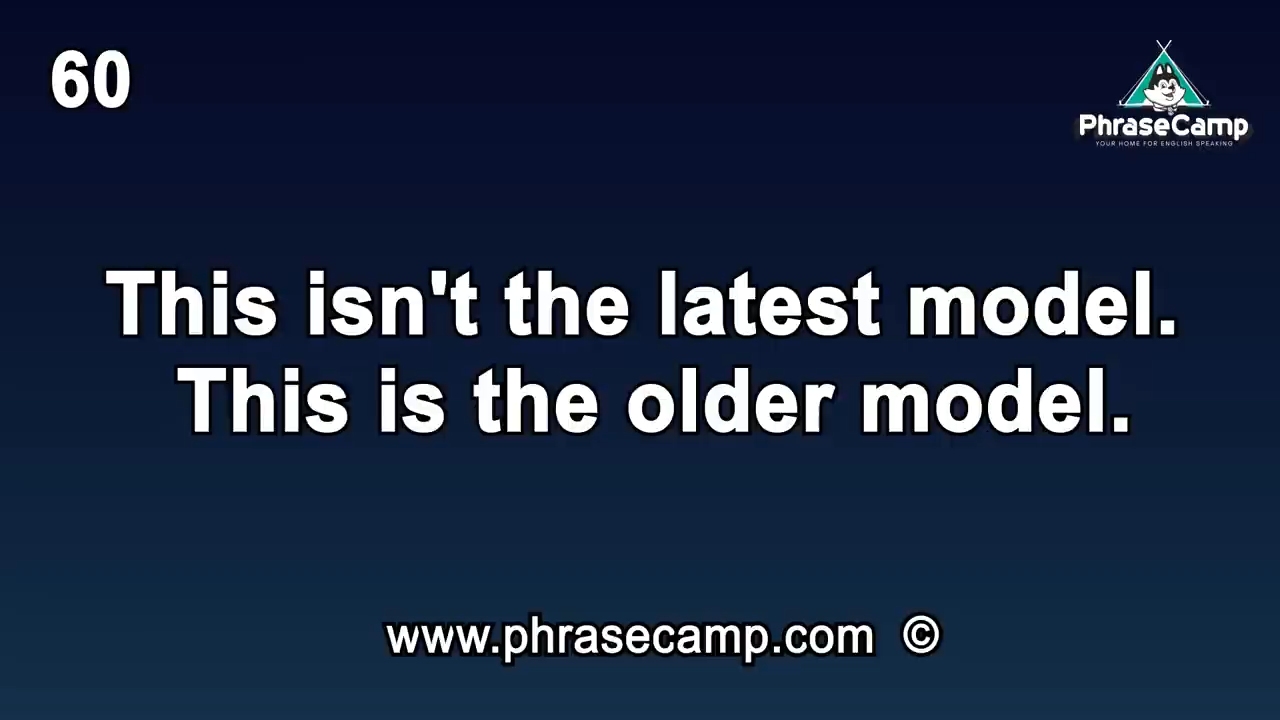 60
PhraseCamp
YOUR HOME FOR ENGLISH SPEAKING
This isn't the latest model.
This is the older model.
www.phrasecamp.com ©